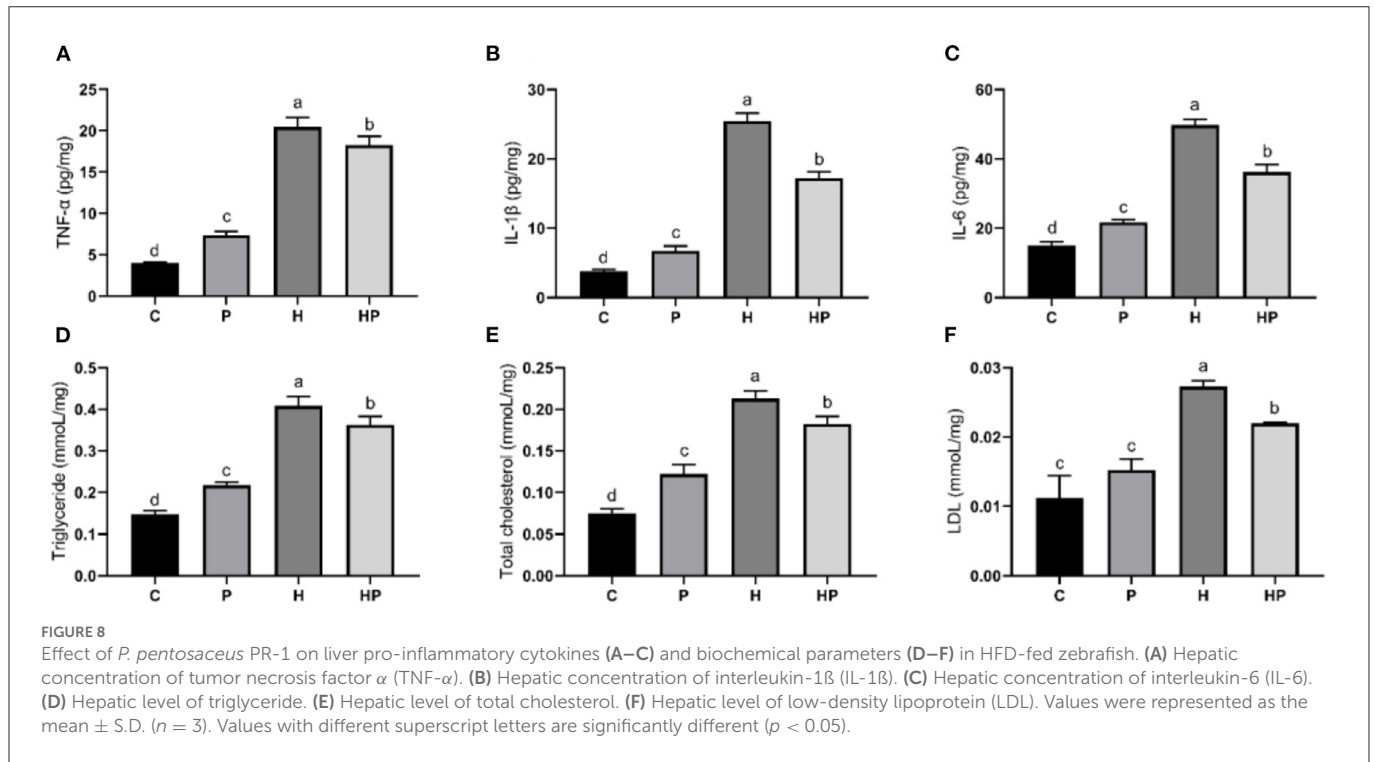 A
TNF-α (pg/mg)
25
20
15
10
5
0
d
c
a
b
C P H HP
B
IL-1β (pg/mg)
30
20
10
0
d
c
a
b
C P H HP
C
IL-6 (pg/mg)
60
40
20
0
d
c
a
b
C P H HP
D
Triglyceride (mmoL/mg)
0.5
0.4
0.3
0.2
0.1
0.0
d
c
a
b
C P H HP
E
Total cholesterol (mmoL/mg)
0.25
0.20
0.15
0.10
0.05
0.00
d
c
a
b
C P H HP
F
LDL (mmoL/mg)
0.03
0.02
0.01
0.00
c
c
a
b
C P H HP
FIGURE 8
Effect of P. pentosaceus PR-1 on liver pro-inflammatory cytokines (A–C) and biochemical parameters (D–F) in HFD-fed zebrafish. (A) Hepatic
concentration of tumor necrosis factor α (TNF-α). (B) Hepatic concentration of interleukin-1ß (IL-1ß). (C) Hepatic concentration of interleukin-6 (IL-6).
(D) Hepatic level of triglyceride. (E) Hepatic level of total cholesterol. (F) Hepatic level of low-density lipoprotein (LDL). Values were represented as the
mean ± S.D. (n = 3). Values with different superscript letters are significantly different (p < 0.05).